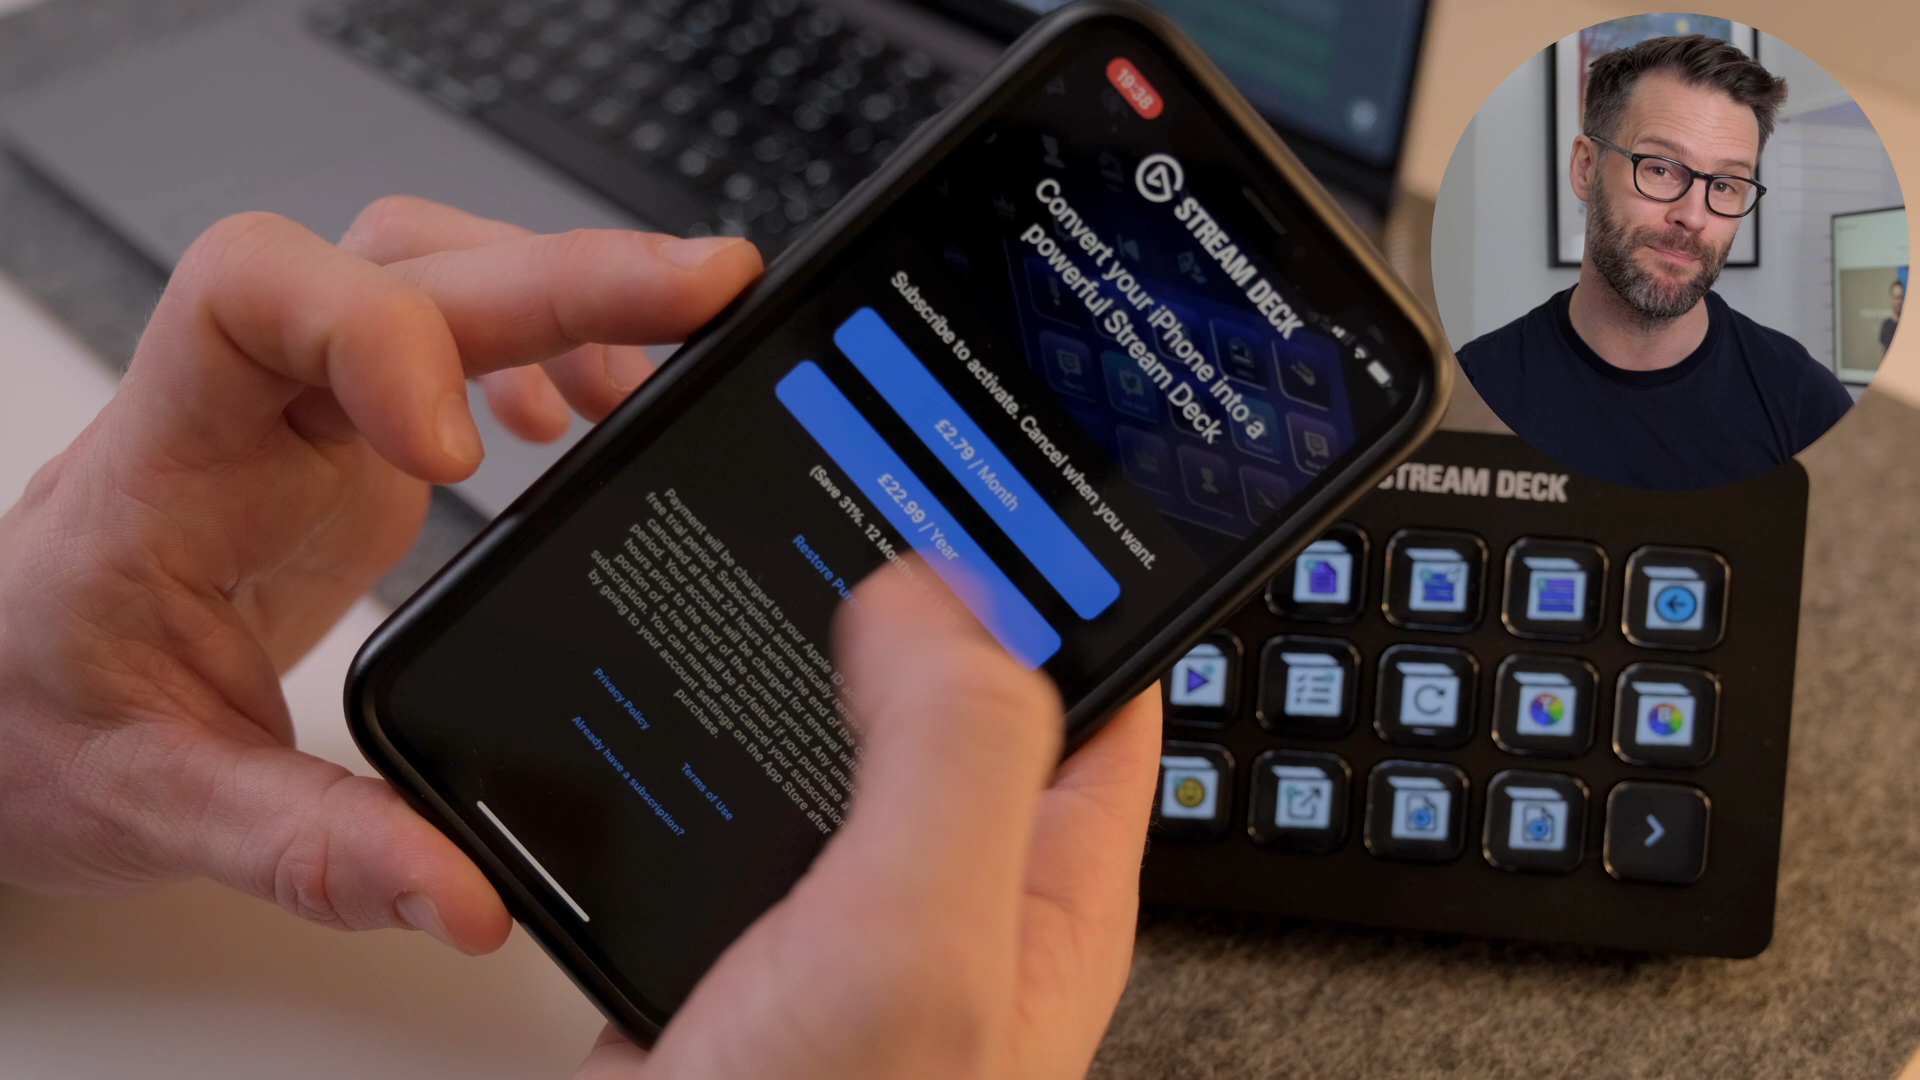 19:38
STREAM DECK
Convert your iPhone into a
powerful Stream Deck
Subscribe to activate. Cancel when you want.
£2.79 / Month
£22.99 / Year
(Save 31%. 12
Restore
Payment will be charged to your Apple ID
free trial period. Subscription automatically
canceled at least 24 hours before the end of the
period. Your account will be charged for renewal
hours prior to the end of the current period. Any
portion of a free trial will be forfeited if you purchase a
subscription. You can manage and cancel your subscription
by going to your account settings on the App Store after
purchase.
Privacy Policy
Terms of Use
Already have a subscription?
STREAM DECK